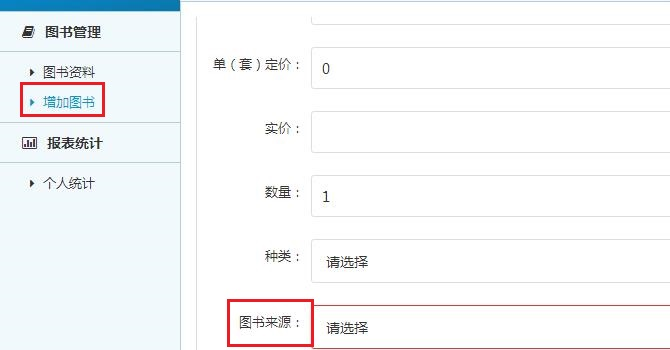 图书管理
图书资料
增加图书
报表统计
个人统计
单（套）定价：
0
实价：
数量：
1
种类：
请选择
图书来源：
请选择